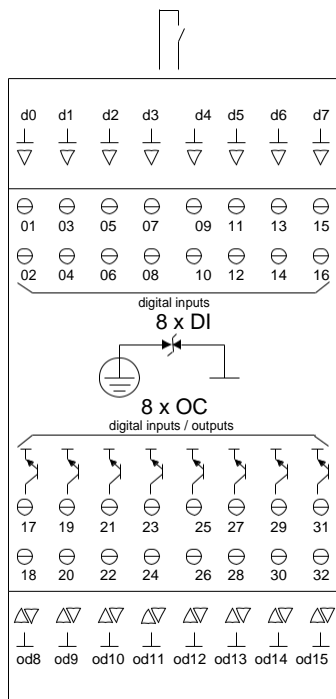 d0 d1 d2 d3 d4 d5 d6 d7
01 03 05 07 09 11 13 15
02 04 06 08 10 12 14 16
digital inputs
8 x DI
8 x OC
digital inputs / outputs
17 19 21 23 25 27 29 31
18 20 22 24 26 28 30 32
od8 od9 od10 od11 od12 od13 od14 od15